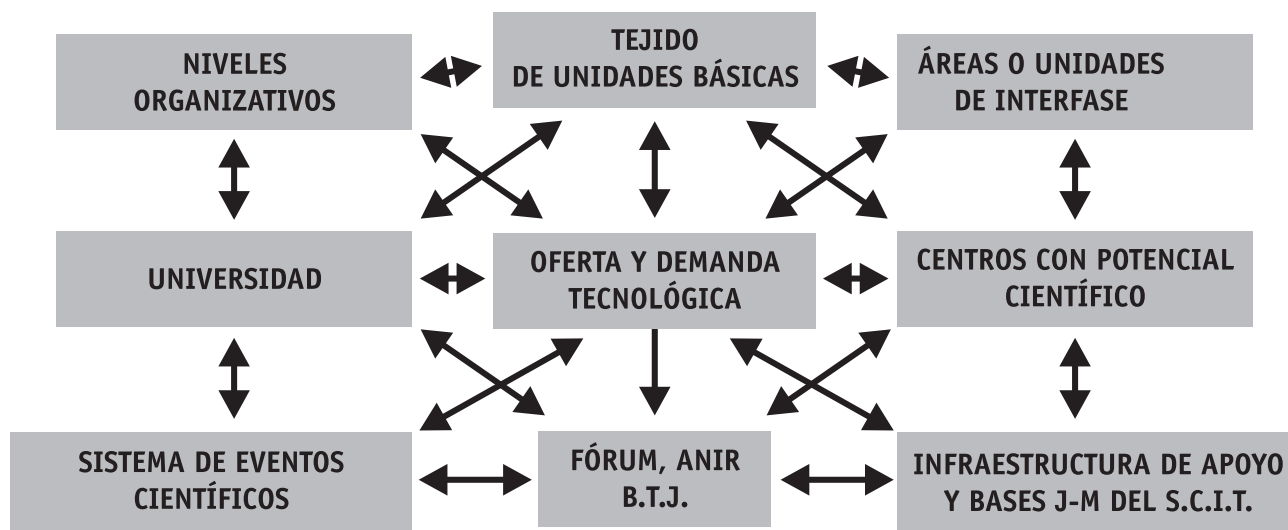 NIVELES
ORGANIZATIVOS
TEJIDO
DE UNIDADES BÁSICAS
ÁREAS O UNIDADES
DE INTERFASE
UNIVERSIDAD
OFERTA Y DEMANDA
TECNOLÓGICA
CENTROS CON POTENCIAL
CIENTÍFICO
SISTEMA DE EVENTOS
CIENTÍFICOS
FÓRUM, ANIR
B.T.J.
INFRAESTRUCTURA DE APOYO
Y BASES J-M DEL S.C.I.T.